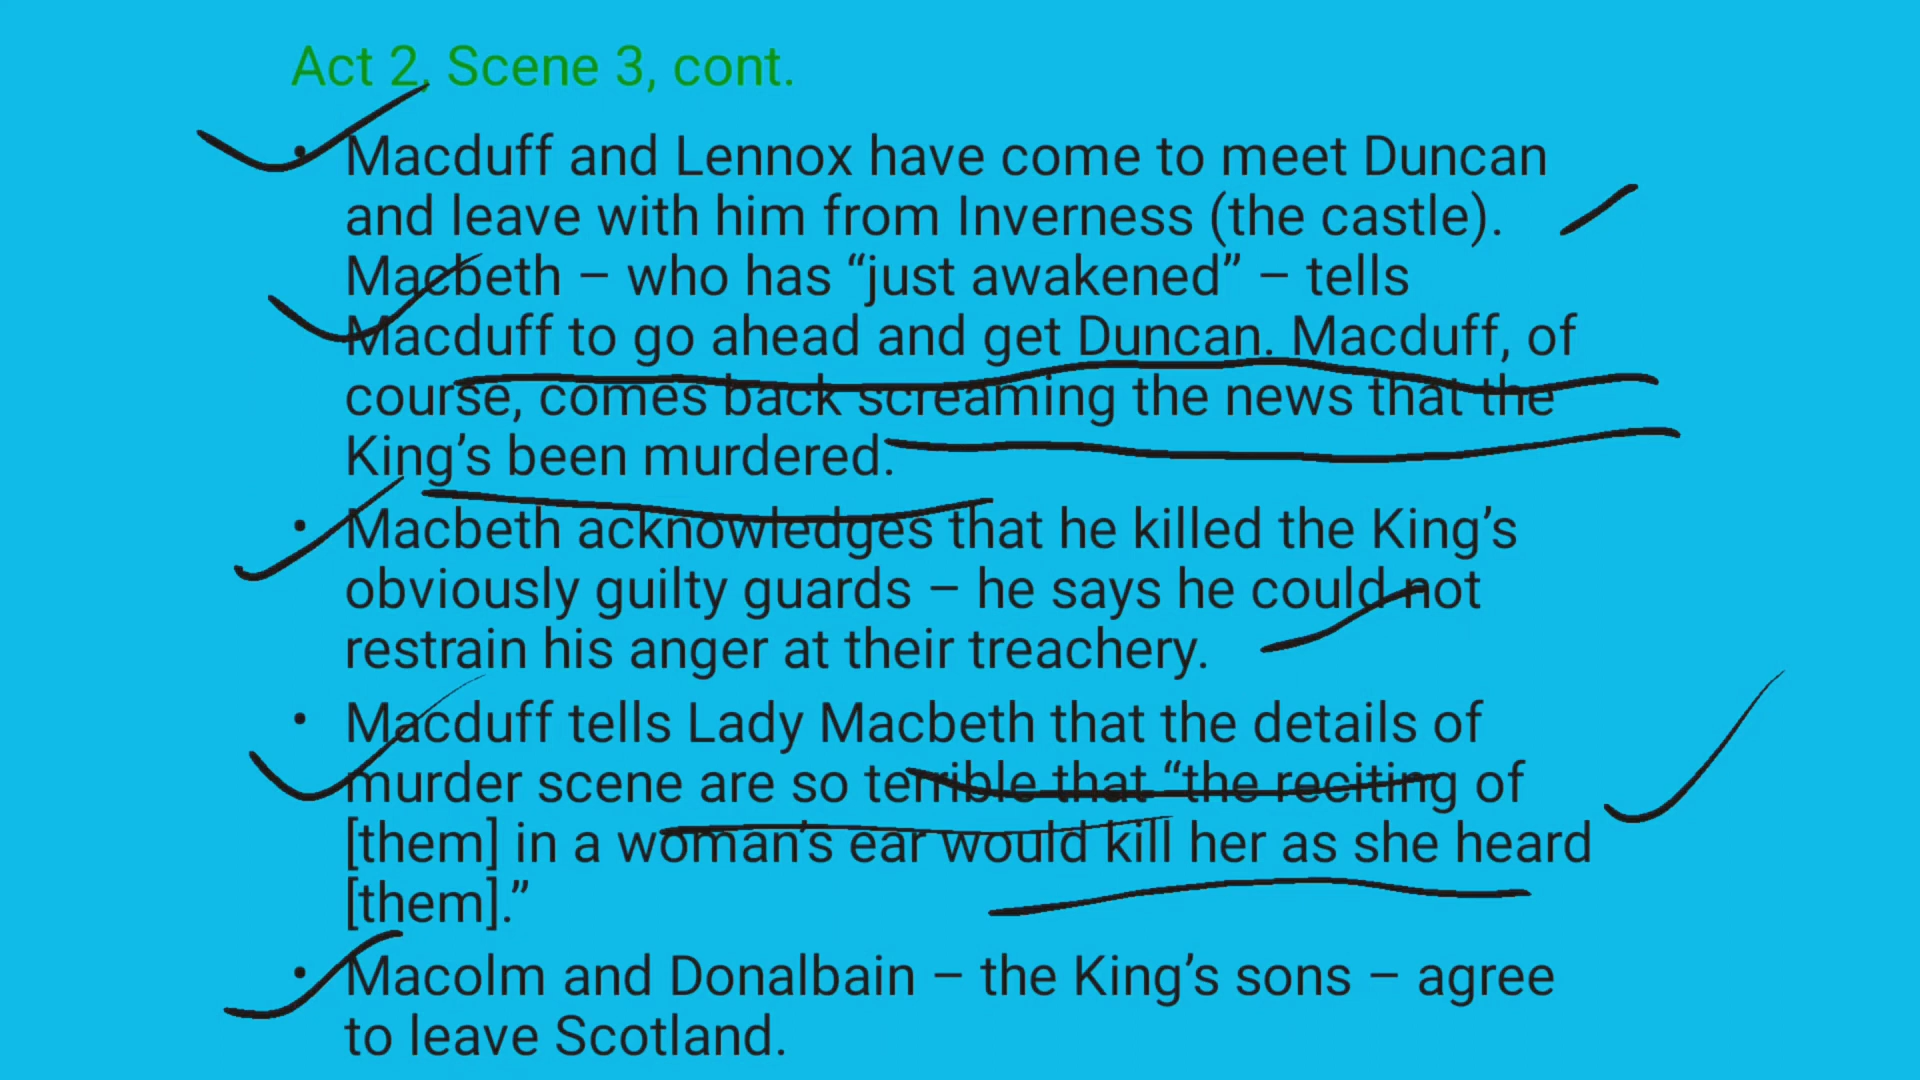 Act 2, Scene 3, cont.
• Macduff and Lennox have come to meet Duncan
and leave with him from Inverness (the castle).
Macbeth – who has “just awakened” – tells
Macduff to go ahead and get Duncan. Macduff, of
course, comes back screaming the news that the
King’s been murdered.
• Macbeth acknowledges that he killed the King’s
obviously guilty guards – he says he could not
restrain his anger at their treachery.
• Macduff tells Lady Macbeth that the details of
murder scene are so terrible that “the reciting of
[them] in a woman’s ear would kill her as she heard
[them].”
• Macolm and Donalbain – the King’s sons – agree
to leave Scotland.